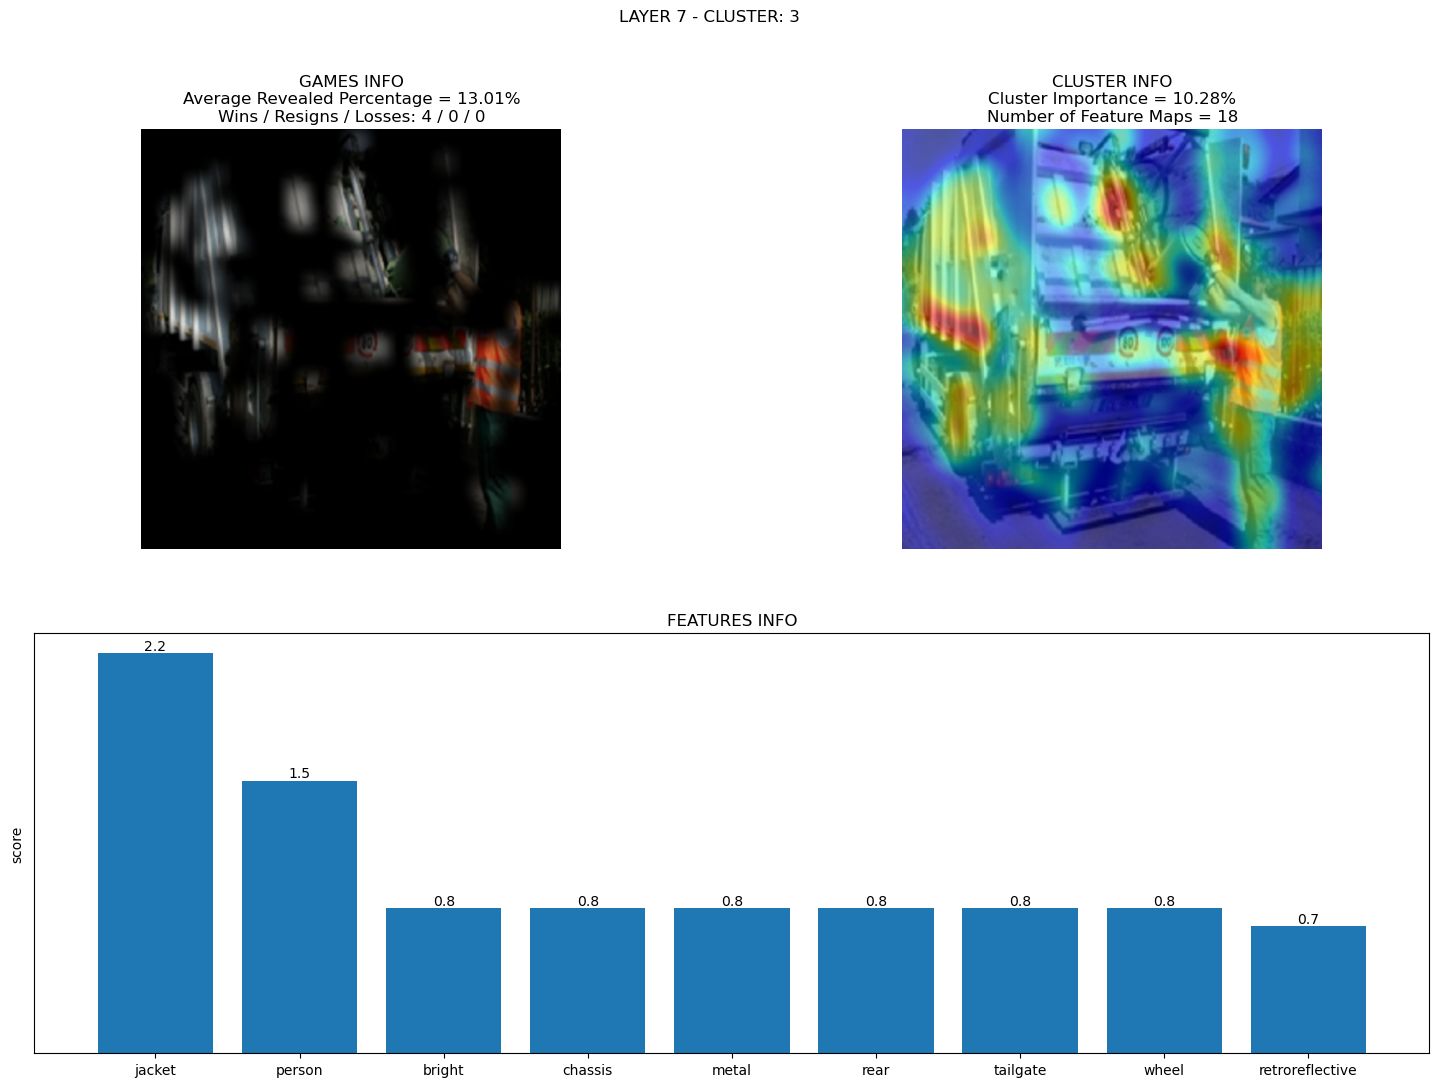 LAYER 7 - CLUSTER: 3
GAMES INFO
Average Revealed Percentage = 13.01%
Wins / Resigns / Losses: 4 / 0 / 0
CLUSTER INFO
Cluster Importance = 10.28%
Number of Feature Maps = 18
FEATURES INFO
score
2.2
1.5
0.8
0.8
0.8
0.8
0.8
0.8
0.7
jacket
person
bright
chassis
metal
rear
tailgate
wheel
retroreflective